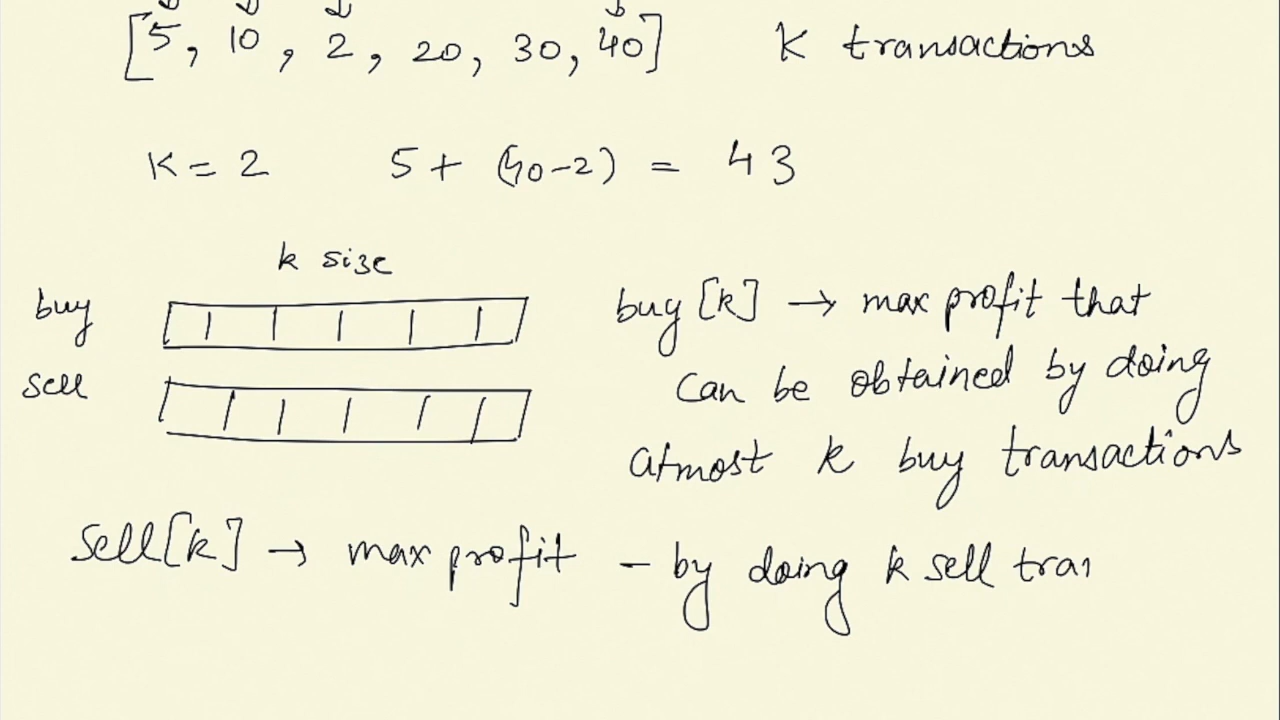 [5, 10, 2, 20, 30, 40] K transactions
K = 2 5 + (40-2) = 43
k size
buy
sell
buy[k] → max profit that
can be obtained by doing
atmost k buy transactions
sell[k] → max profit - by doing k sell tran